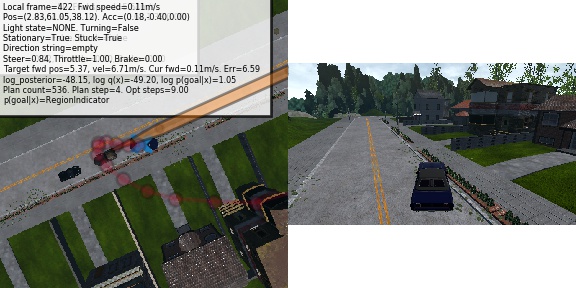 Local frame=422. Fwd speed=0.11m/s
Pos=(2.83,61.05,38.12). Acc=(0.18,-0.40,0.00)
Light state=NONE. Turning=False
Stationary=True. Stuck=True
Direction string=empty
Steer=0.84, Throttle=1.00, Brake=0.00
Target fwd pos=5.37, vel=6.71m/s. Cur fwd=0.11m/s. Err=6.59
log_posterior=-48.15, log q(x)=-49.20, log p(goal|x)=1.05
Plan count=536. Plan step=4. Opt steps=9.00
p(goal|x)=RegionIndicator